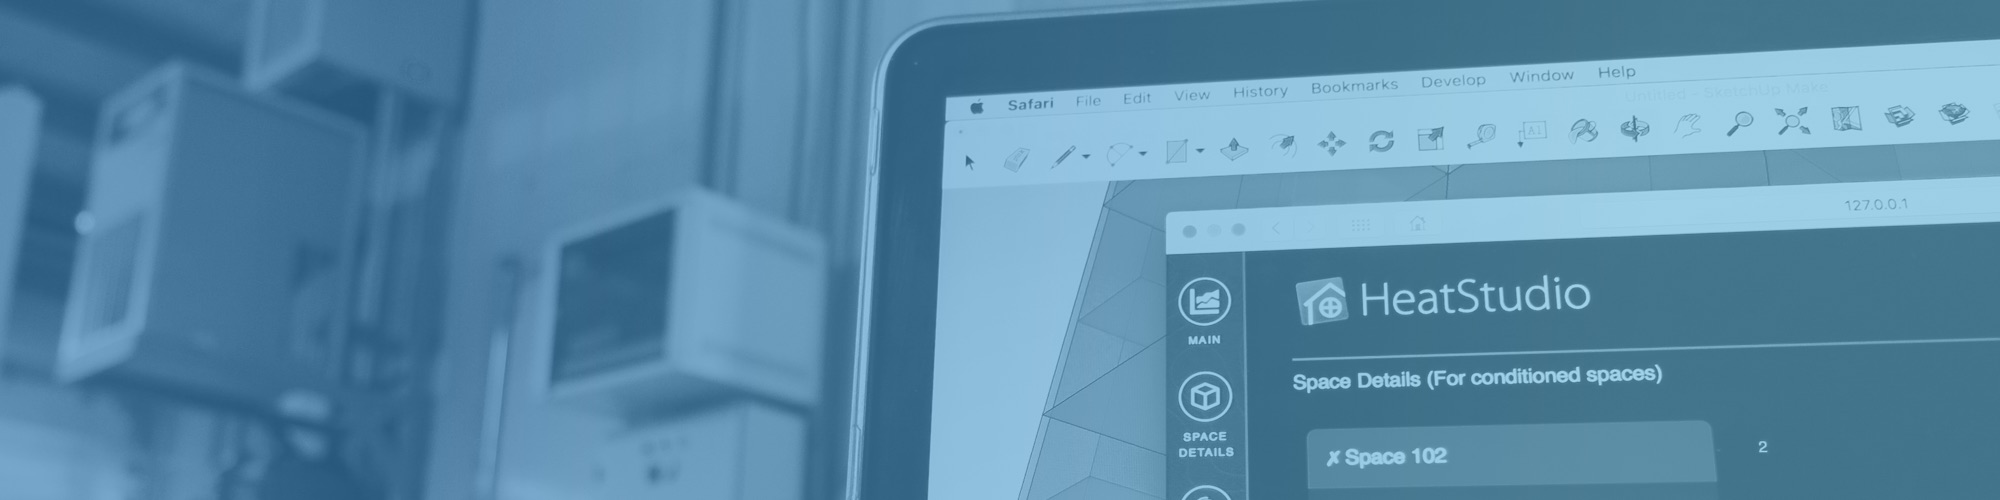 Safari File Edit View History Bookmarks Develop Window Help
Untitled - SketchUp Make
A1
127.0.0.1
HeatStudio
MAIN
Space Details (For conditioned spaces)
SPACE
DETAILS
✗ Space 102
2